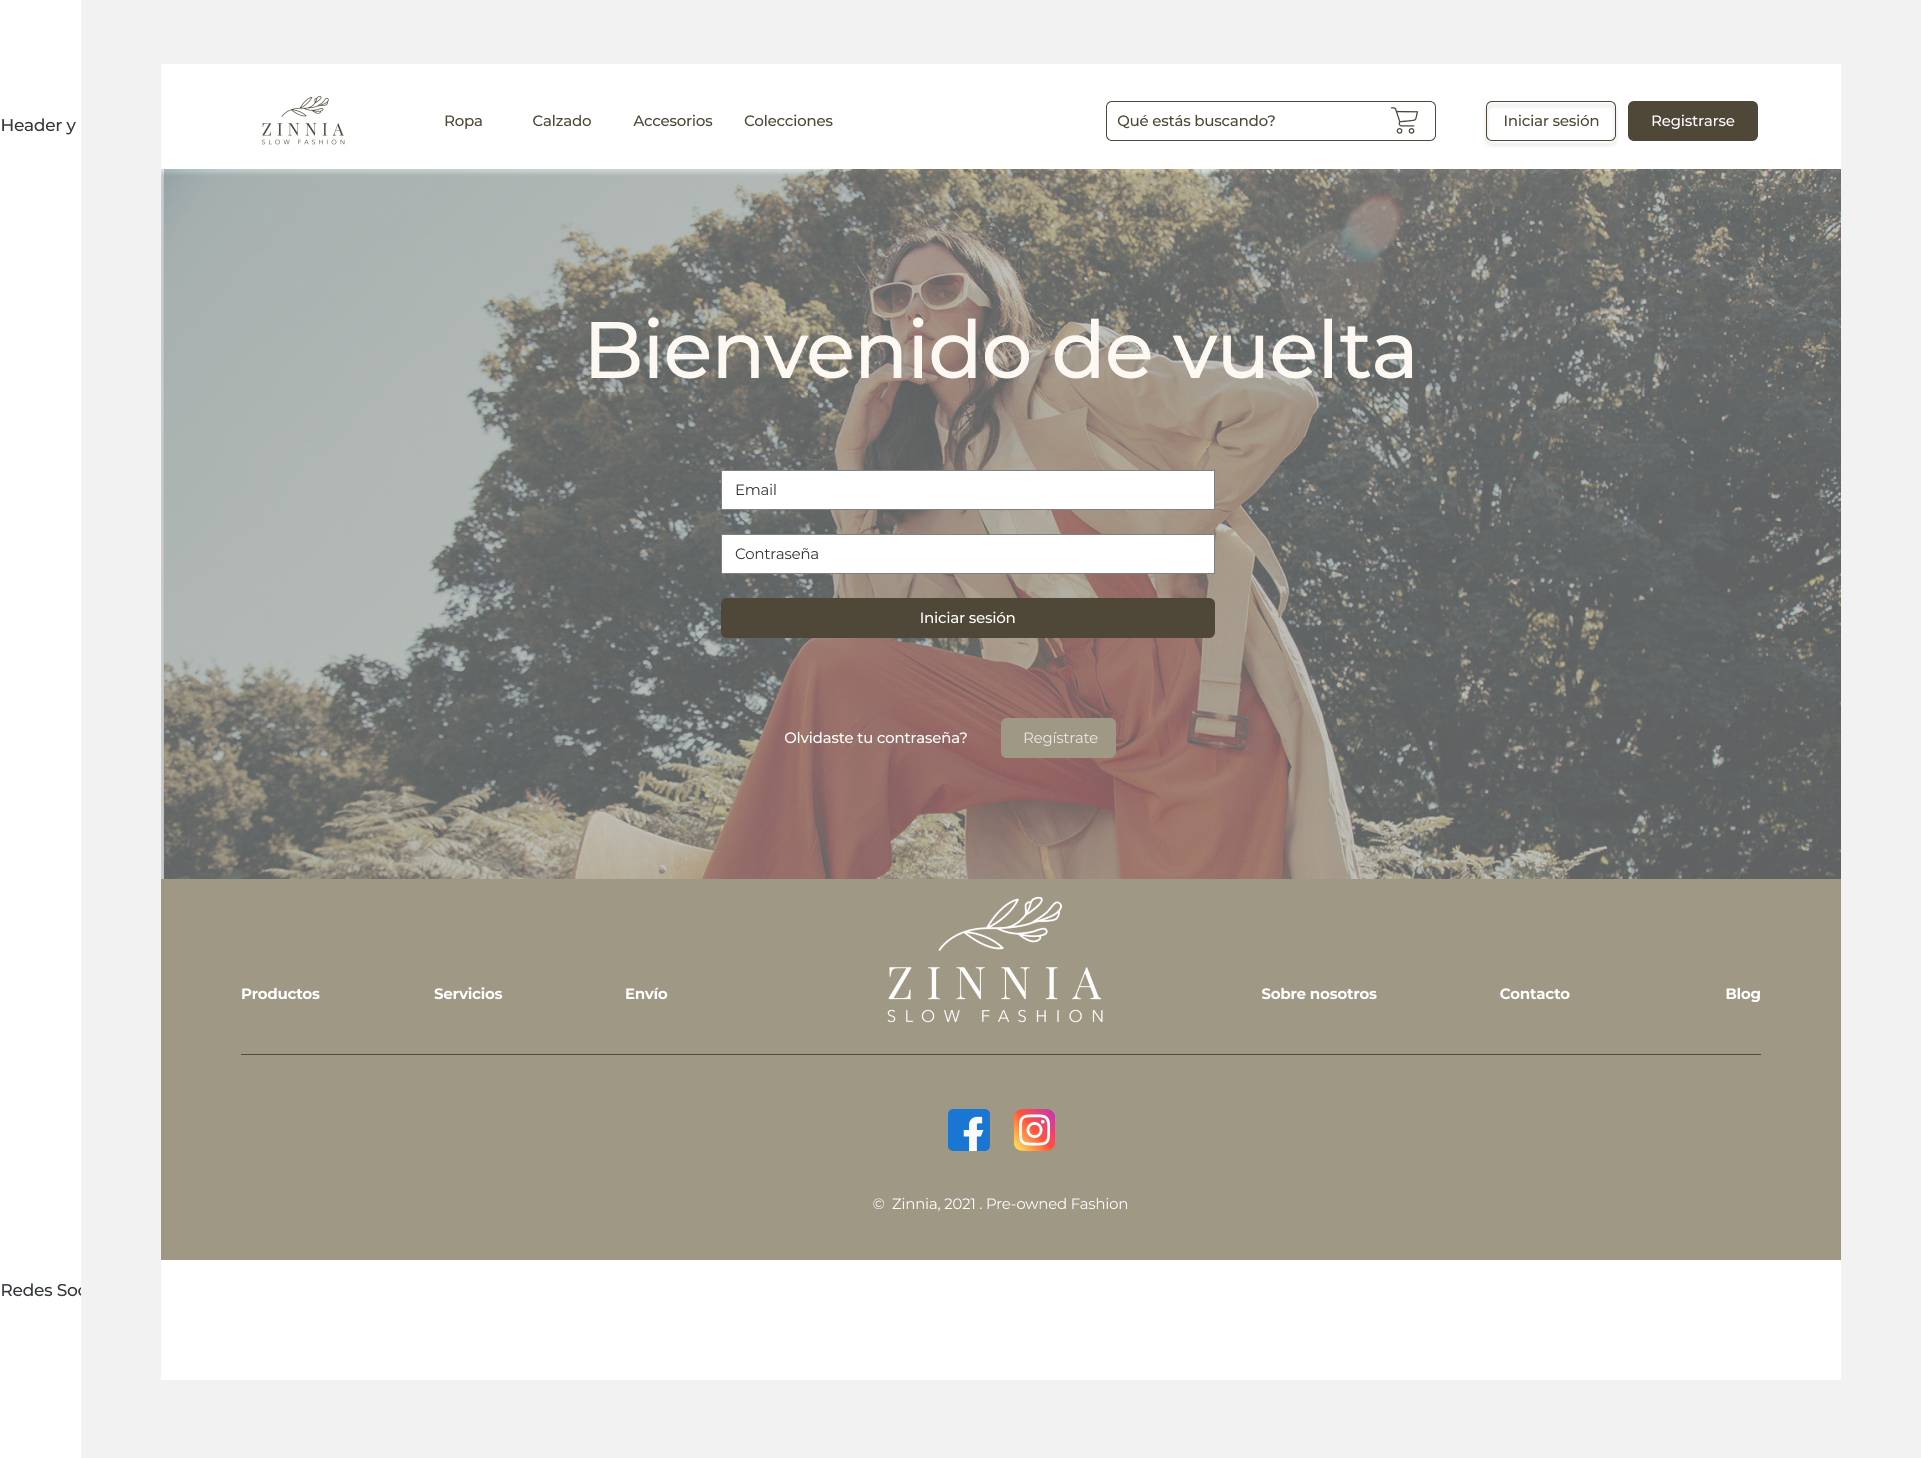 Header y
ZINNIA
SLOW FASHION
Ropa
Calzado
Accesorios
Colecciones
Qué estás buscando?
Iniciar sesión
Registrarse
Bienvenido de vuelta
Email
Contraseña
Iniciar sesión
Olvidaste tu contraseña?
Regístrate
ZINNIA
SLOW FASHION
Productos
Servicios
Envío
Sobre nosotros
Contacto
Blog
© Zinnia, 2021 . Pre-owned Fashion
Redes